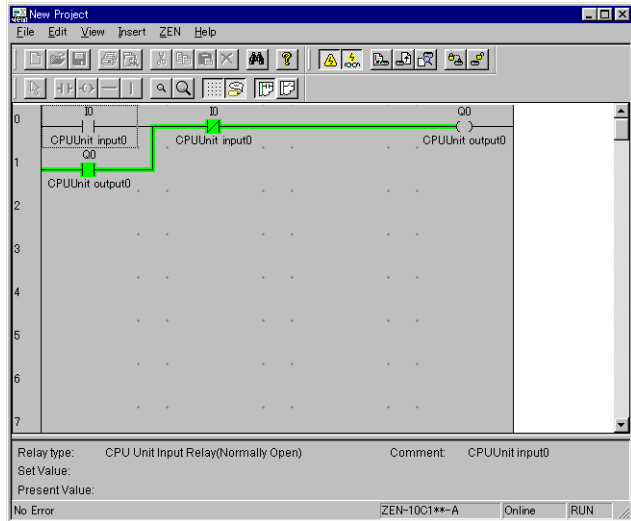 New Project
File Edit View Insert ZEN Help
I0 I0 Q0
0
CPUUnit input0 CPUUnit input0 CPUUnit output0
Q0
1
CPUUnit output0
2
3
4
5
6
7
Relay type: CPU Unit Input Relay(Normally Open) Comment: CPUUnit input0
Set Value:
Present Value:
No Error ZEN-10C1**-A Online RUN